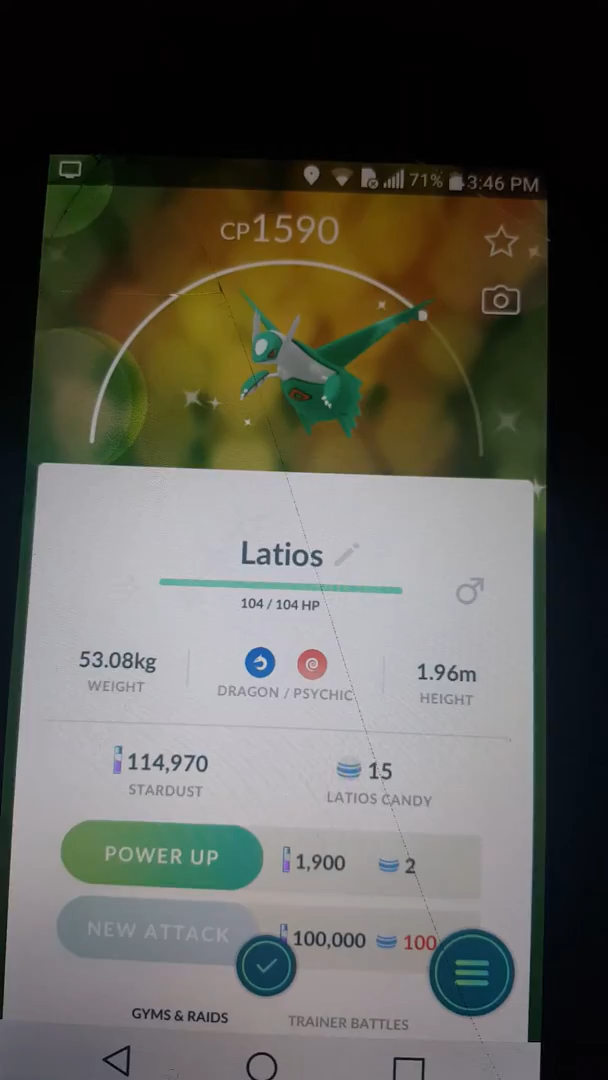 71% 3:46 PM
CP1590
Latios
104 / 104 HP
53.08kg
WEIGHT
DRAGON / PSYCHIC
1.96m
HEIGHT
114,970
STARDUST
15
LATIOS CANDY
POWER UP 1,900 2
NEW ATTACK 100,000 100
GYMS & RAIDS TRAINER BATTLES